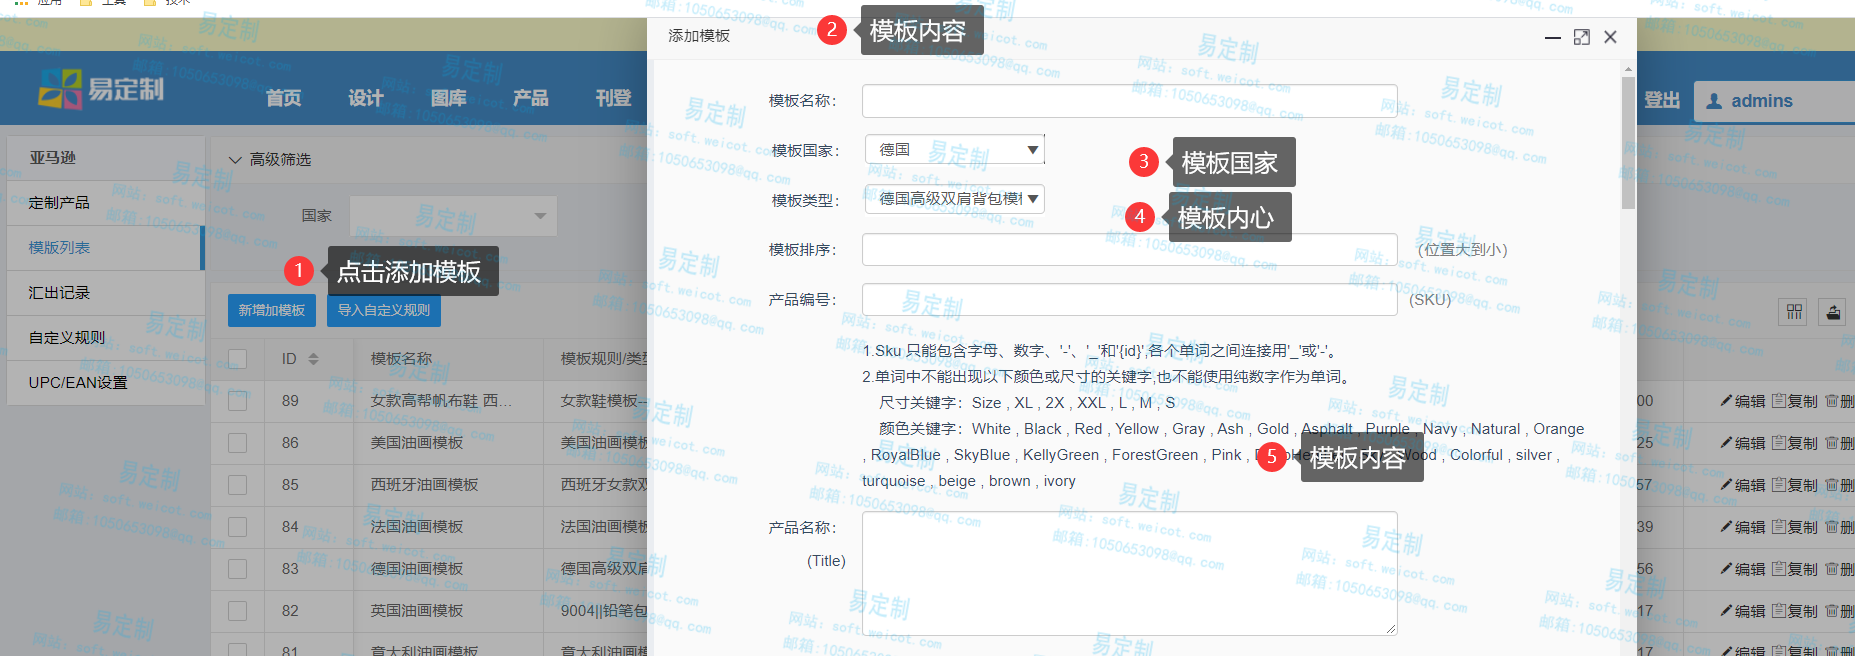 应用 工具 技术
易定制
首页 设计 图库 产品 刊登
登出 admins
亚马逊
定制产品
模版列表
汇出记录
自定义规则
UPC/EAN设置
高级筛选
国家
1 点击添加模板
新增加模板 导入自定义规则
ID 模板名称 模板规则/类型
89 女款高帮帆布鞋 西... 女款鞋模板-
86 美国油画模板 美国油画模
85 西班牙油画模板 西班牙女款双
84 法国油画模板 法国油画模
83 德国油画模板 德国高级双肩
82 英国油画模板 9004||铅笔包
81 意大利油画模板 意大利油画模
添加模板
2 模板内容
模板名称：
模板国家： 德国
3 模板国家
模板类型： 德国高级双肩背包模
4 模板内心
模板排序： (位置大到小)
产品编号： (SKU)
1.Sku 只能包含字母、数字、'-'、'_'和'{id}',各个单词之间连接用'_'或'-'。
2.单词中不能出现以下颜色或尺寸的关键字,也不能使用纯数字作为单词。
尺寸关键字：Size , XL , 2X , XXL , L , M , S
颜色关键字：White , Black , Red , Yellow , Gray , Ash , Gold , Asphalt , Purple , Navy , Natural , Orange
, RoyalBlue , SkyBlue , KellyGreen , ForestGreen , Pink , Wood , Colorful , silver ,
5 模板内容
turquoise , beige , brown , ivory
产品名称：
(Title)
00 编辑 复制 删
25 编辑 复制 删
57 编辑 复制 删
39 编辑 复制 删
56 编辑 复制 删
17 编辑 复制 删
17 编辑 复制 删
易定制
网站：soft.weicot.com
邮箱:1050653098@qq.com